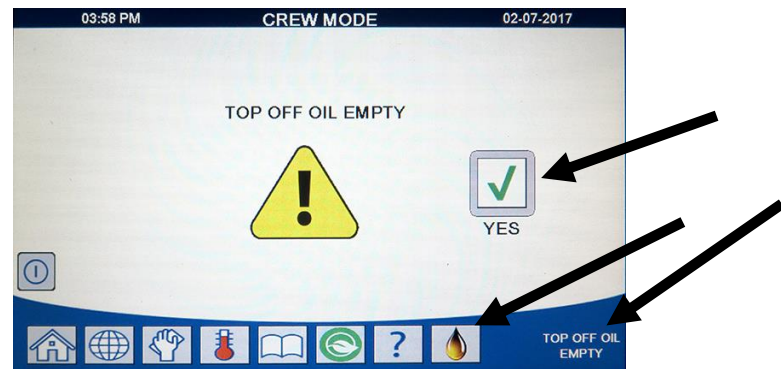 03:58 PM CREW MODE 02-07-2017
TOP OFF OIL EMPTY
YES
?
TOP OFF OIL
EMPTY